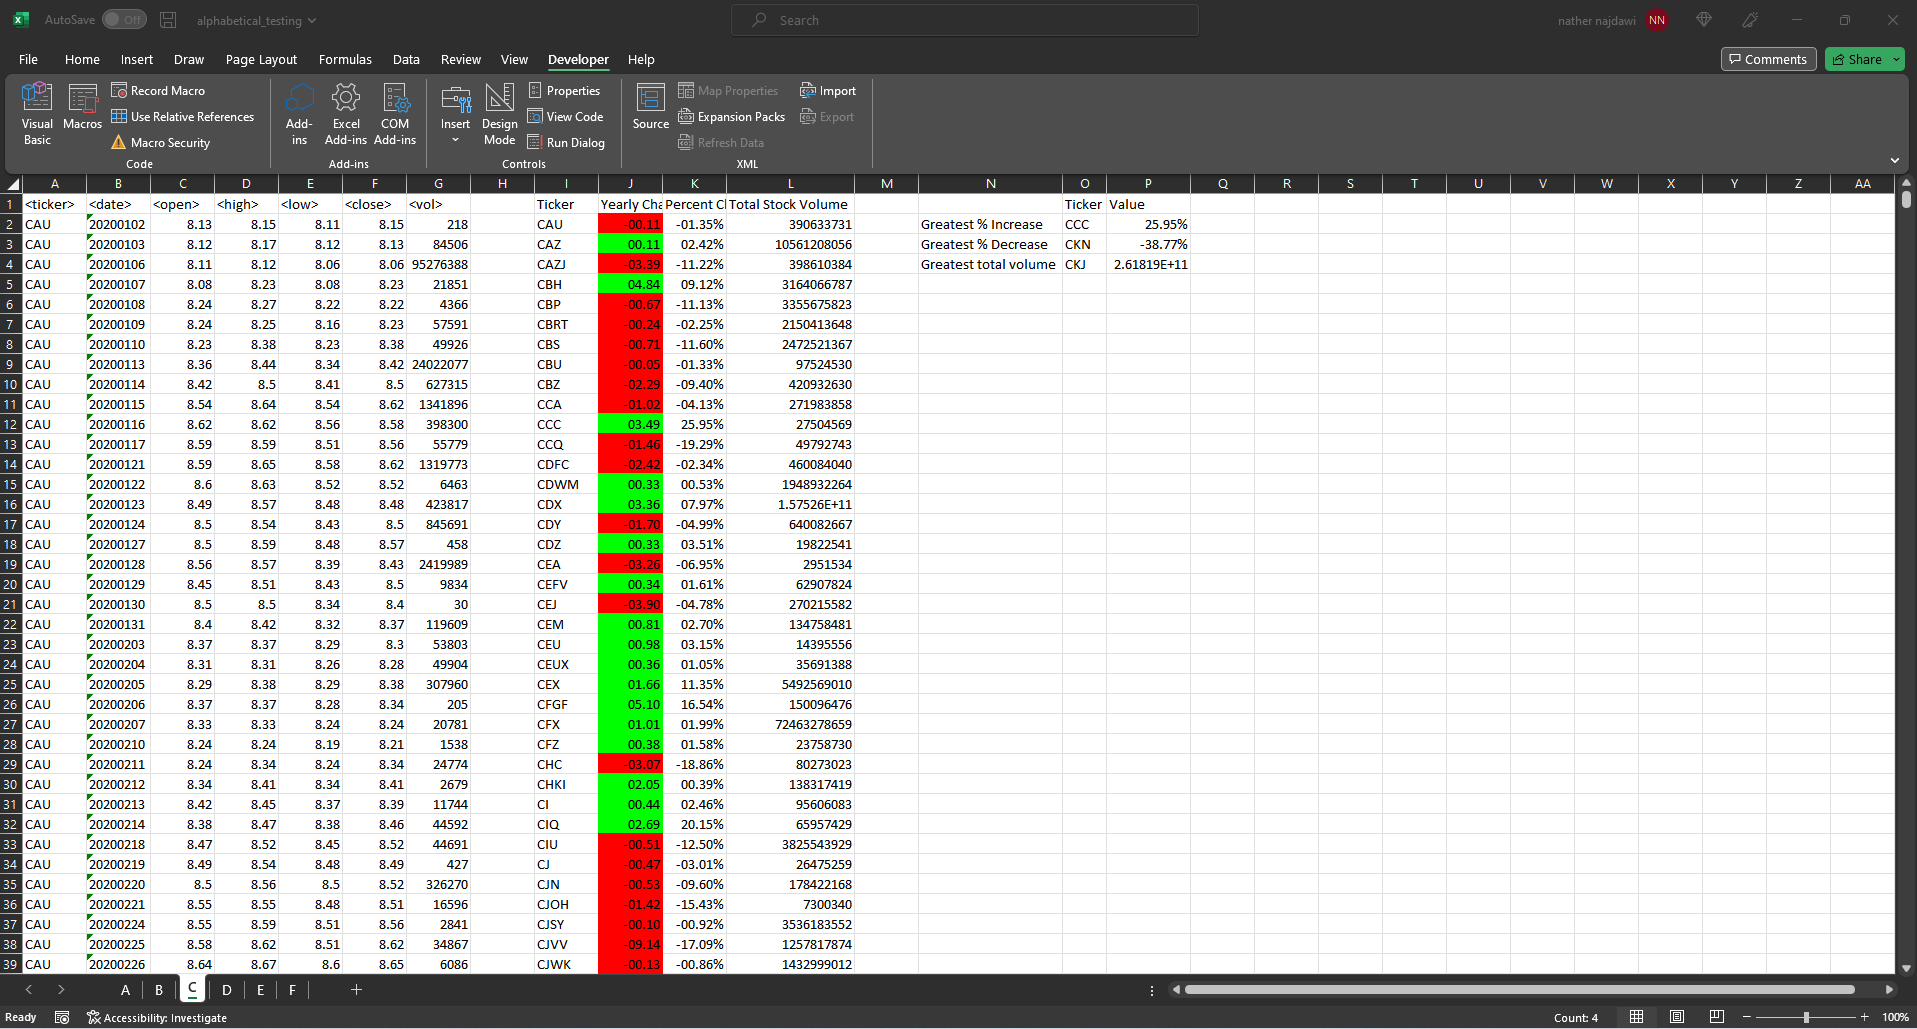 AutoSave Off alphabetical_testing Search nather najdawi NN
File Home Insert Draw Page Layout Formulas Data Review View Developer Help Comments Share
Visual Basic Macros Record Macro Use Relative References Macro Security Code
Add-ins Excel Add-ins COM Add-ins Add-ins
Insert Design Mode Properties View Code Run Dialog Controls
Source Map Properties Expansion Packs Refresh Data Import Export XML
A B C D E F G H I J K L M N O P Q R S T U V W X Y Z AA
1 <ticker> <date> <open> <high> <low> <close> <vol> Ticker Yearly Cha Percent Cl Total Stock Volume Ticker Value
2 CAU 20200102 8.13 8.15 8.11 8.15 218 CAU -00.11 -01.35% 390633731 Greatest % Increase CCC 25.95%
3 CAU 20200103 8.12 8.17 8.12 8.13 84506 CAZ 00.11 02.42% 10561208056 Greatest % Decrease CKN -38.77%
4 CAU 20200106 8.11 8.12 8.06 8.06 95276388 CAZJ -03.39 -11.22% 398610384 Greatest total volume CKJ 2.61819E+11
5 CAU 20200107 8.08 8.23 8.08 8.23 21851 CBH 04.84 09.12% 3164066787
6 CAU 20200108 8.24 8.27 8.22 8.22 4366 CBP -00.67 -11.13% 3355675823
7 CAU 20200109 8.24 8.25 8.16 8.23 57591 CBRT -00.24 -02.25% 2150413648
8 CAU 20200110 8.23 8.38 8.23 8.38 49926 CBS -00.71 -11.60% 2472521367
9 CAU 20200113 8.36 8.44 8.34 8.42 24022077 CBU -00.05 -01.33% 97524530
10 CAU 20200114 8.42 8.5 8.41 8.5 627315 CBZ -02.29 -09.40% 420932630
11 CAU 20200115 8.54 8.64 8.54 8.62 1341896 CCA -01.02 -04.13% 271983858
12 CAU 20200116 8.62 8.62 8.56 8.58 398300 CCC 03.49 25.95% 27504569
13 CAU 20200117 8.59 8.59 8.51 8.56 55779 CCQ -01.46 -19.29% 49792743
14 CAU 20200121 8.59 8.65 8.58 8.62 1319773 CDFC -02.42 -02.34% 460084040
15 CAU 20200122 8.6 8.63 8.52 8.52 6463 CDWM 00.33 00.53% 1948932264
16 CAU 20200123 8.49 8.57 8.48 8.48 423817 CDX 03.36 07.97% 1.57526E+11
17 CAU 20200124 8.5 8.54 8.43 8.5 845691 CDY -01.70 -04.99% 640082667
18 CAU 20200127 8.5 8.59 8.48 8.57 458 CDZ 00.33 03.51% 19822541
19 CAU 20200128 8.56 8.57 8.39 8.43 2419989 CEA -03.26 -06.95% 2951534
20 CAU 20200129 8.45 8.51 8.43 8.5 9834 CEFV 00.34 01.61% 62907824
21 CAU 20200130 8.5 8.5 8.34 8.4 30 CEJ -03.90 -04.78% 270215582
22 CAU 20200131 8.4 8.42 8.32 8.37 119609 CEM 00.81 02.70% 134758481
23 CAU 20200203 8.37 8.37 8.29 8.3 53803 CEU 00.98 03.15% 14395556
24 CAU 20200204 8.31 8.31 8.26 8.28 49904 CEUX 00.36 01.05% 35691388
25 CAU 20200205 8.29 8.38 8.29 8.38 307960 CEX 01.66 11.35% 5492569010
26 CAU 20200206 8.37 8.37 8.28 8.34 205 CFGF 05.10 16.54% 150096476
27 CAU 20200207 8.33 8.33 8.24 8.24 20781 CFX 01.01 01.99% 72463278659
28 CAU 20200210 8.24 8.24 8.19 8.21 1538 CFZ 00.38 01.58% 23758730
29 CAU 20200211 8.24 8.34 8.24 8.34 24774 CHC -03.07 -18.86% 80273023
30 CAU 20200212 8.34 8.41 8.34 8.41 2679 CHKI 02.05 00.39% 138317419
31 CAU 20200213 8.42 8.45 8.37 8.39 11744 CI 00.44 02.46% 95606083
32 CAU 20200214 8.38 8.47 8.38 8.46 44592 CIQ 02.69 20.15% 65957429
33 CAU 20200218 8.47 8.52 8.45 8.52 44691 CIU -00.51 -12.50% 3825543929
34 CAU 20200219 8.49 8.54 8.48 8.49 427 CJ -00.47 -03.01% 26475259
35 CAU 20200220 8.5 8.56 8.5 8.52 326270 CJN -00.53 -09.60% 178422168
36 CAU 20200221 8.55 8.55 8.48 8.51 16596 CJOH -01.42 -15.43% 7300340
37 CAU 20200224 8.55 8.59 8.51 8.56 2841 CJSY -00.10 -00.92% 3536183552
38 CAU 20200225 8.58 8.62 8.51 8.62 34867 CJVV -09.14 -17.09% 1257817874
39 CAU 20200226 8.64 8.67 8.6 8.65 6086 CJWK -00.13 -00.86% 1432999012
A B C D E F
Ready Accessibility: Investigate Count: 4 100%